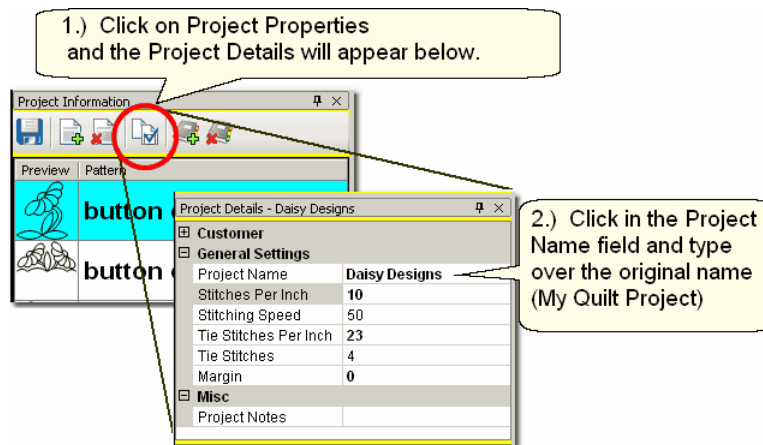 1.) Click on Project Properties
and the Project Details will appear below.
Project Information
Preview Pattern
button
button
Project Details - Daisy Designs
Customer
General Settings
Project Name Daisy Designs
Stitches Per Inch 10
Stitching Speed 50
Tie Stitches Per Inch 23
Tie Stitches 4
Margin 0
Misc
Project Notes
2.) Click in the Project
Name field and type
over the original name
(My Quilt Project)